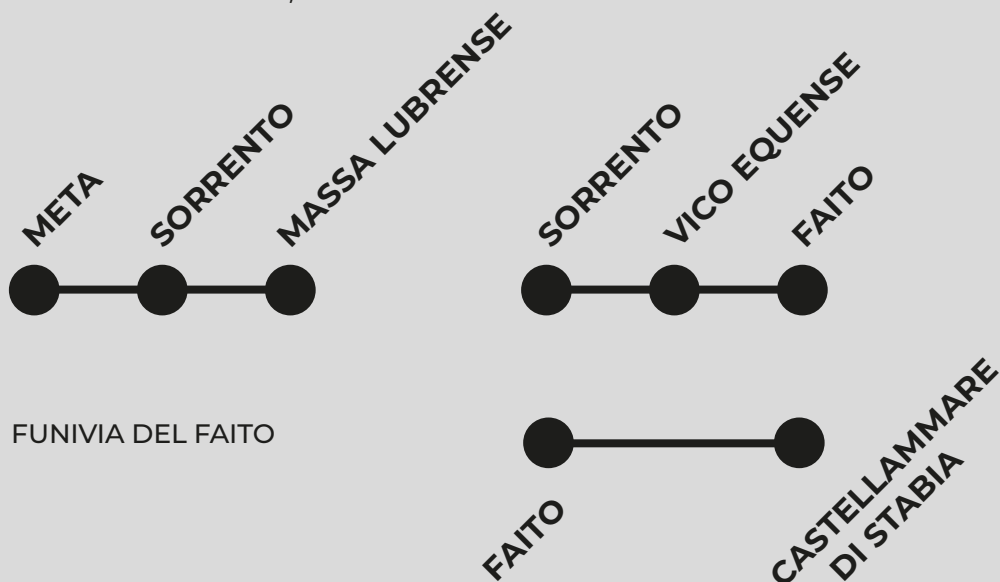 META
SORRENTO
MASSA LUBRENSE
SORRENTO
VICO EQUENSE
FAITO
FUNIVIA DEL FAITO
FAITO
CASTELLAMMARE
DI STABIA